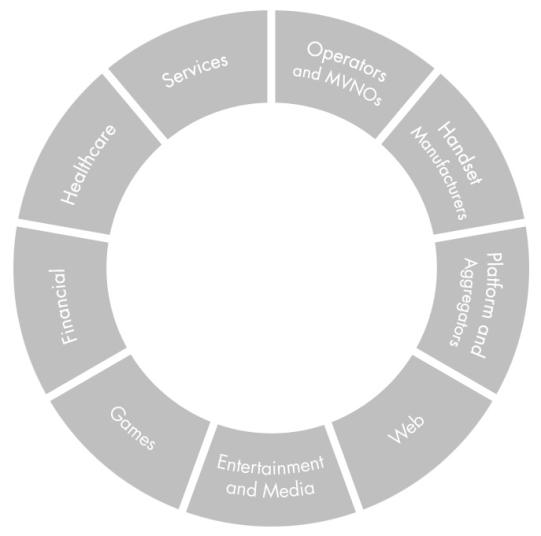 Operators
and MVNOs
Handset
Manufacturers
Platform and
Aggregators
Web
Entertainment
and Media
Games
Financial
Healthcare
Services